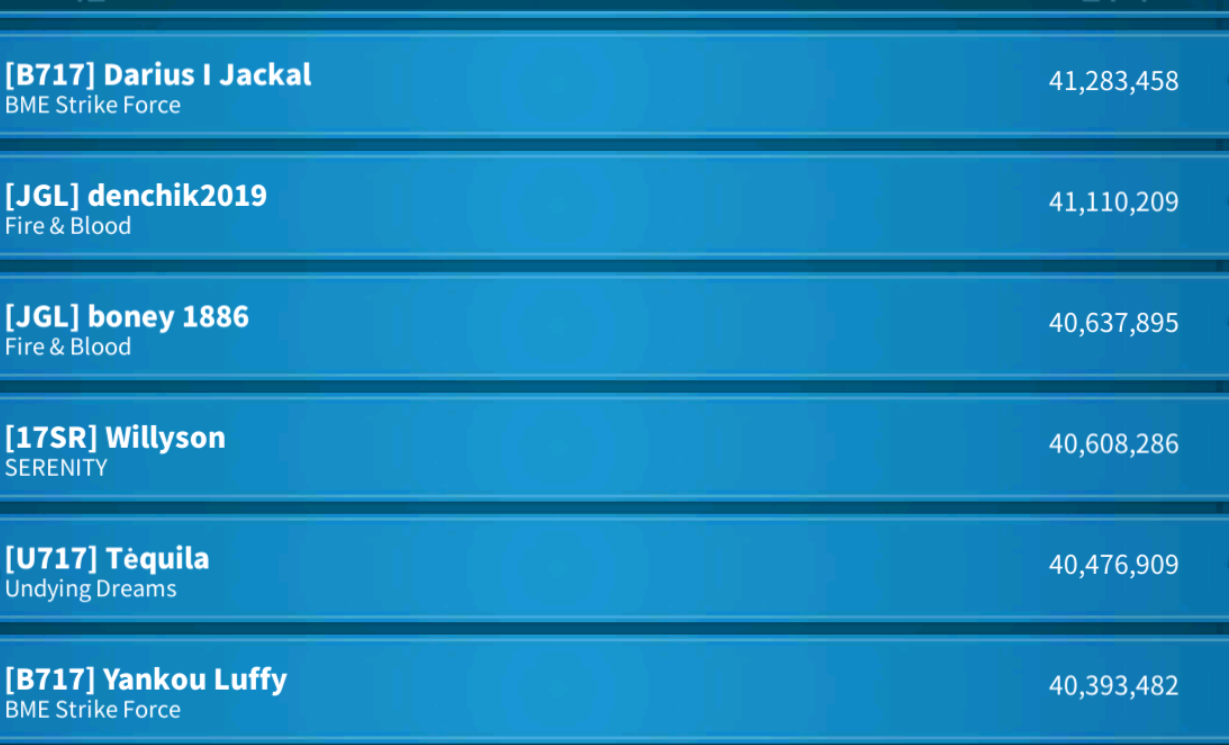 [B717] Darius I Jackal
41,283,458
BME Strike Force
[JGL] denchik2019
41,110,209
Fire & Blood
[JGL] boney 1886
40,637,895
Fire & Blood
[17SR] Willyson
40,608,286
SERENITY
[U717] Tėquila
40,476,909
Undying Dreams
[B717] Yankou Luffy
40,393,482
BME Strike Force